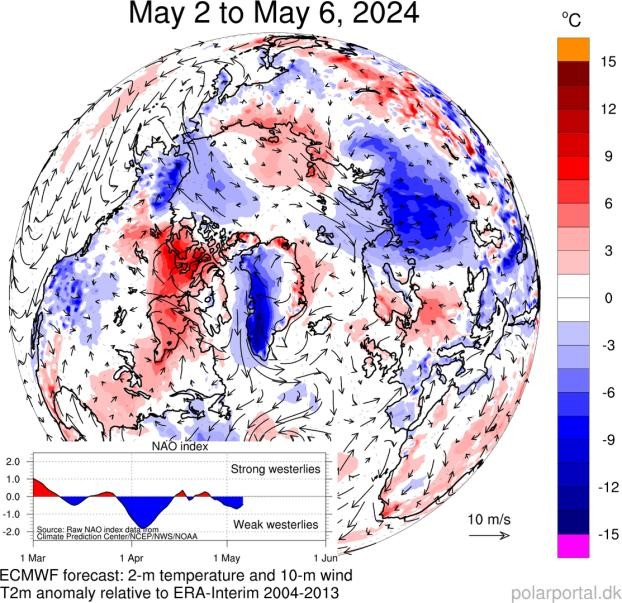 May 2 to May 6, 2024
°C
15
12
9
6
3
0
-3
-6
-9
-12
-15
NAO index
2.0
1.0
0.0
-1.0
-2.0
Strong westerlies
Weak westerlies
Source: Raw NAO index data from
Climate Prediction Center/NCEP/NWS/NOAA
1 Mar 1 Apr 1 May 1 Jun
10 m/s
ECMWF forecast: 2-m temperature and 10-m wind
T2m anomaly relative to ERA-Interim 2004-2013
polarportal.dk